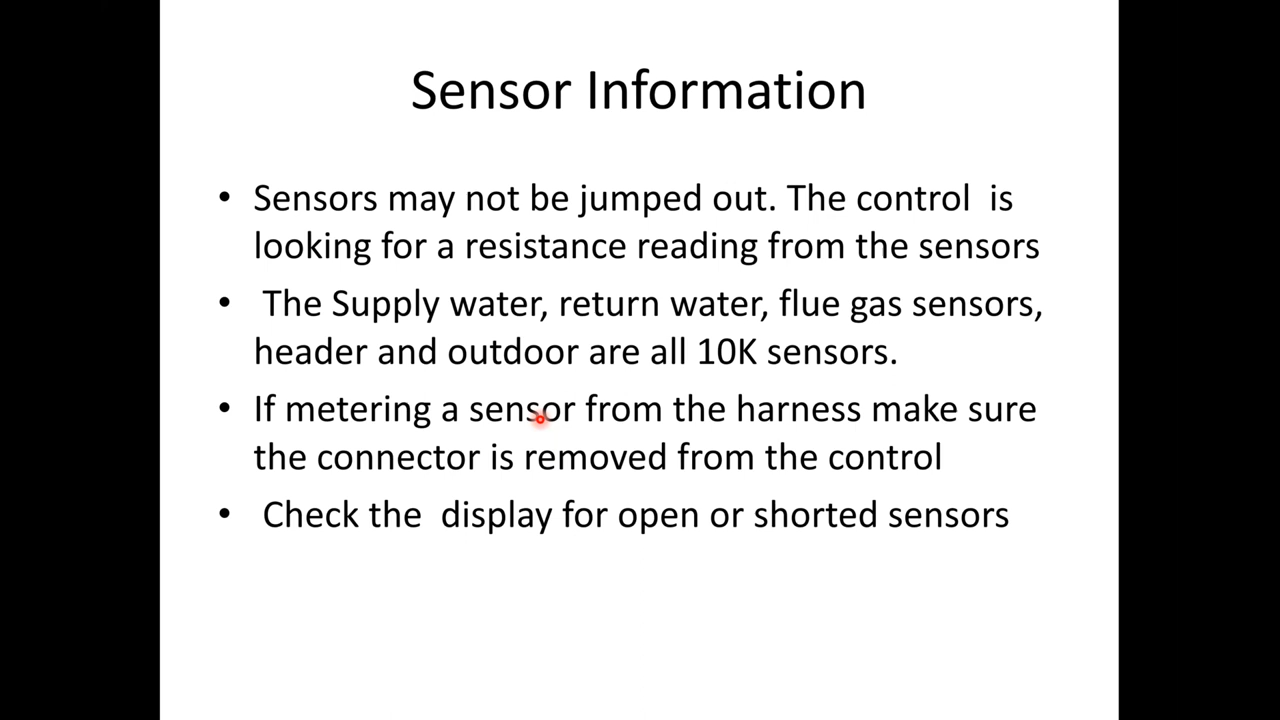 Sensor Information
• Sensors may not be jumped out. The control  is
looking for a resistance reading from the sensors
•  The Supply water, return water, flue gas sensors,
header and outdoor are all 10K sensors.
• If metering a sensor from the harness make sure
the connector is removed from the control
•  Check the  display for open or shorted sensors